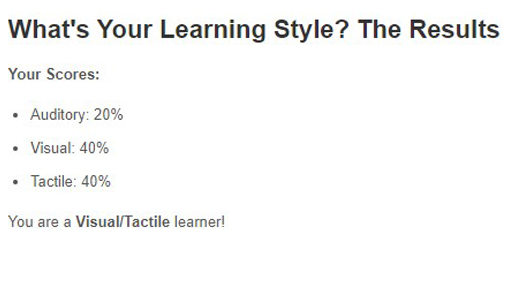 What's Your Learning Style? The Results
Your Scores:
• Auditory: 20%
• Visual: 40%
• Tactile: 40%
You are a Visual/Tactile learner!